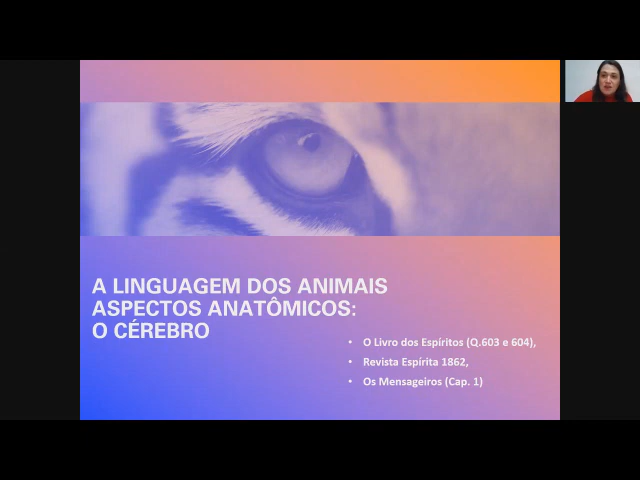 A LINGUAGEM DOS ANIMAIS
ASPECTOS ANATÔMICOS:
O CÉREBRO
• O Livro dos Espíritos (Q.603 e 604),
• Revista Espírita 1862,
• Os Mensageiros (Cap. 1)